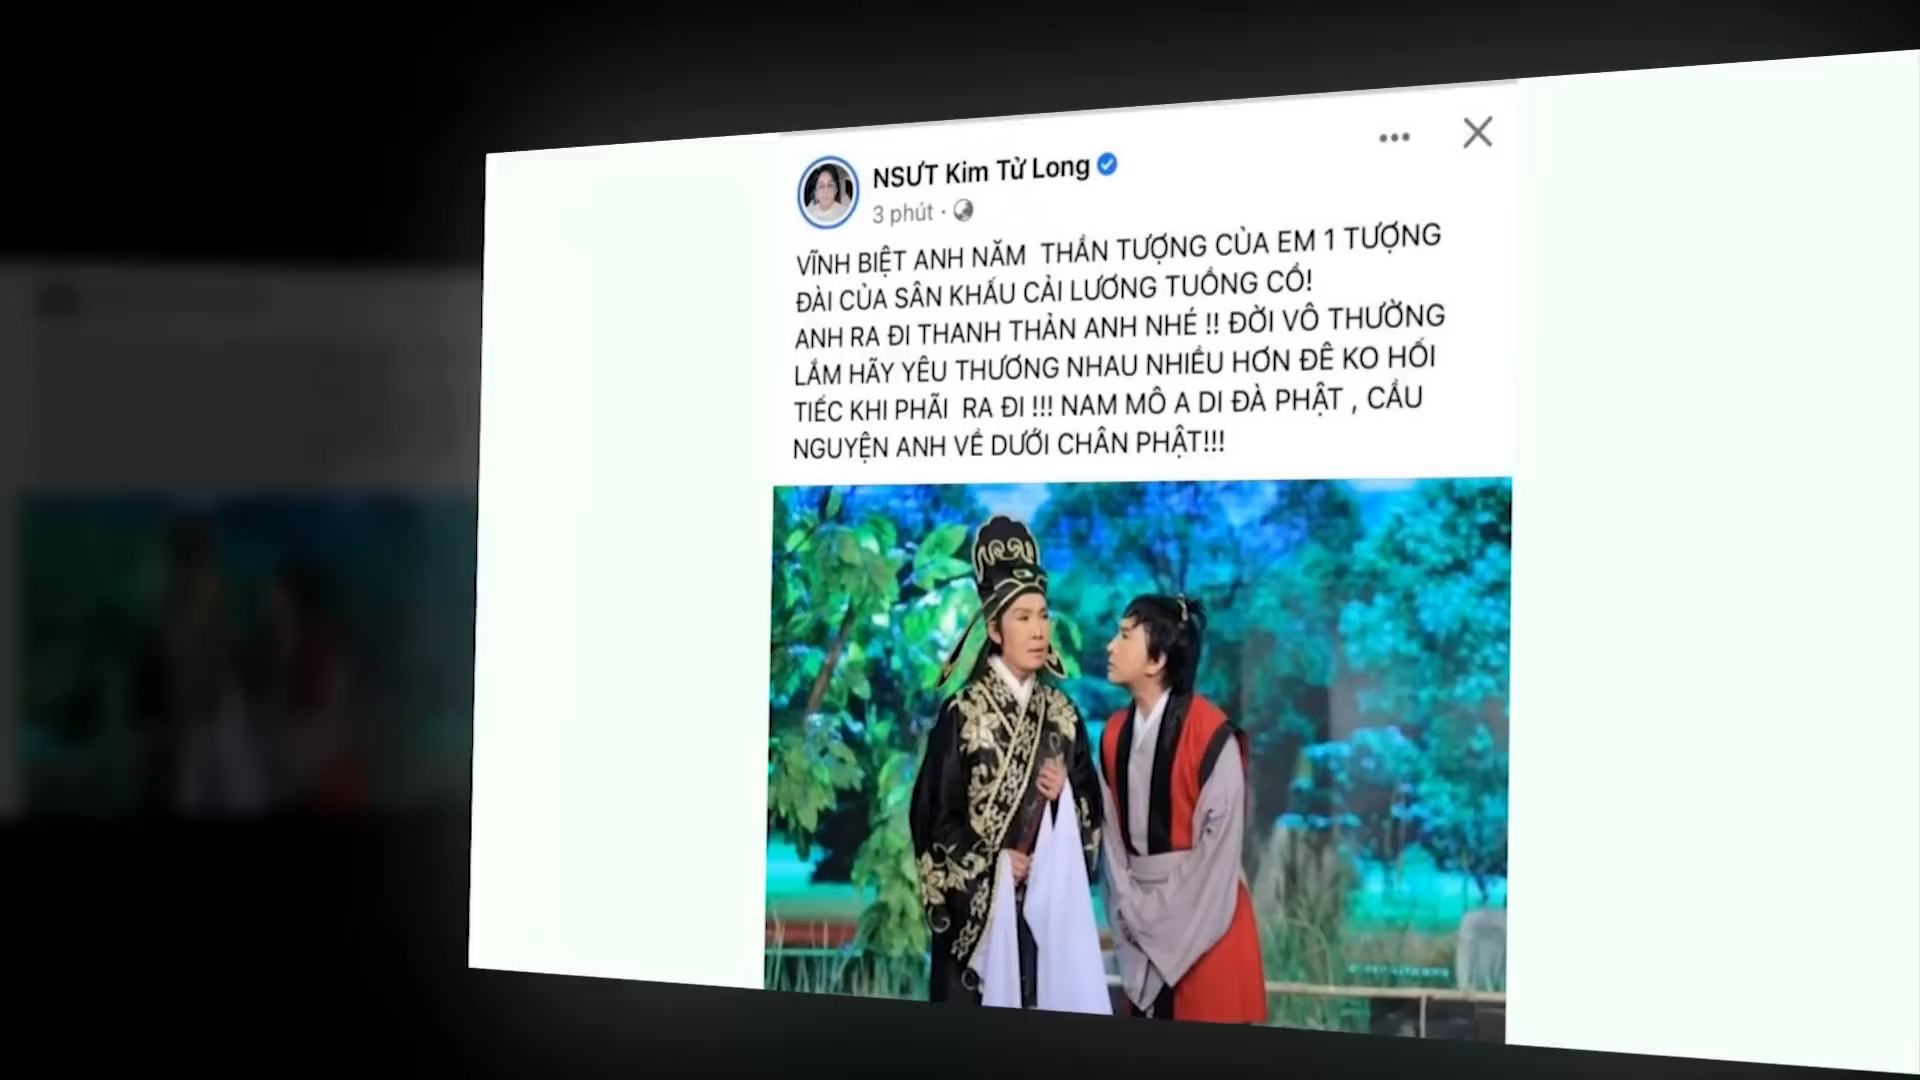 NSƯT Kim Tử Long
3 phút ·
VĨNH BIỆT ANH NĂM THẦN TƯỢNG CỦA EM 1 TƯỢNG
ĐÀI CỦA SÂN KHẤU CẢI LƯƠNG TUỒNG CỔ!
ANH RA ĐI THANH THẢN ANH NHÉ !! ĐỜI VÔ THƯỜNG
LẮM HÃY YÊU THƯƠNG NHAU NHIỀU HƠN ĐÊ KO HỐI
TIẾC KHI PHÃI RA ĐI !!! NAM MÔ A DI ĐÀ PHẬT , CẦU
NGUYỆN ANH VỀ DƯỚI CHÂN PHẬT!!!